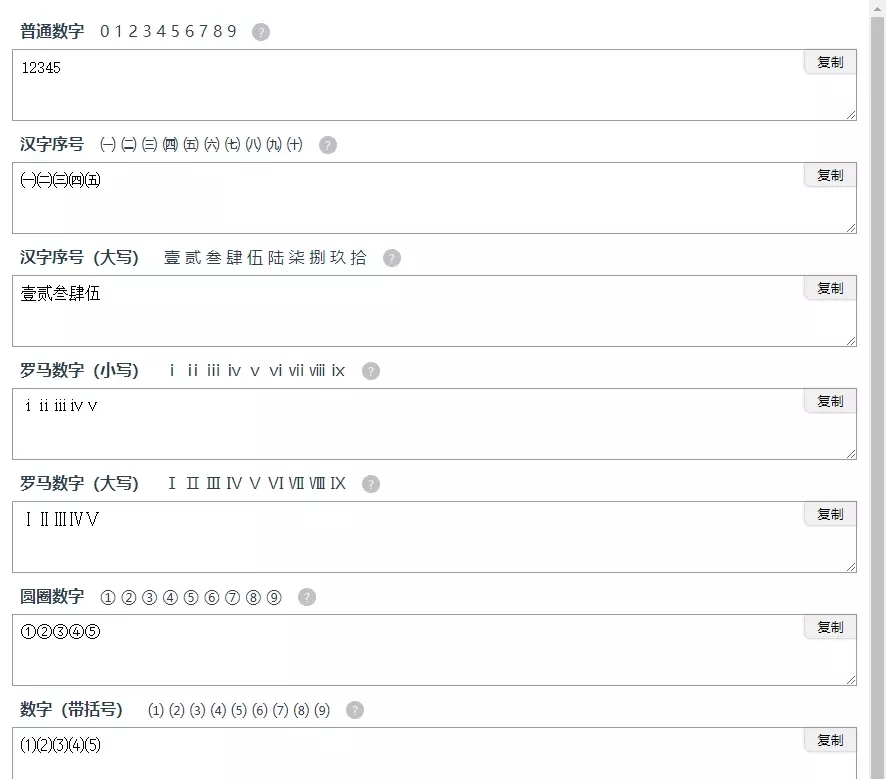 普通数字 0 1 2 3 4 5 6 7 8 9 ?
12345 复制
汉字序号 ㈠ ㈡ ㈢ ㈣ ㈤ ㈥ ㈦ ㈧ ㈨ ㈩ ?
㈠㈡㈢㈣㈤ 复制
汉字序号（大写） 壹 贰 叁 肆 伍 陆 柒 捌 玖 拾 ?
壹贰叁肆伍 复制
罗马数字（小写） ⅰ ⅱ ⅲ ⅳ ⅴ ⅵ ⅶ ⅷ ⅸ ?
ⅰⅱⅲⅳⅴ 复制
罗马数字（大写） Ⅰ Ⅱ Ⅲ Ⅳ Ⅴ Ⅵ Ⅶ Ⅷ Ⅸ ?
ⅠⅡⅢⅣⅤ 复制
圆圈数字 ① ② ③ ④ ⑤ ⑥ ⑦ ⑧ ⑨ ?
①②③④⑤ 复制
数字（带括号） ⑴ ⑵ ⑶ ⑷ ⑸ ⑹ ⑺ ⑻ ⑼ ?
⑴⑵⑶⑷⑸ 复制